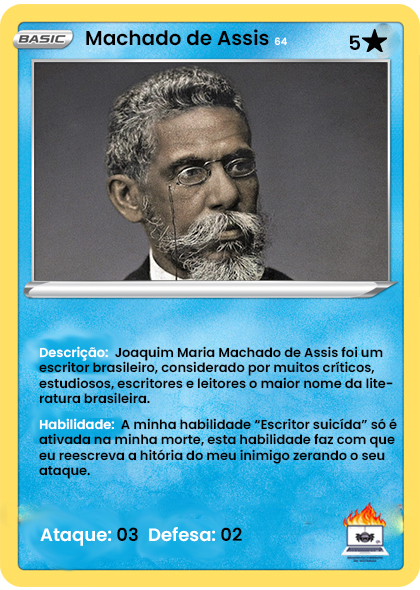 BASIC Machado de Assis 64 5★
Descrição: Joaquim Maria Machado de Assis foi um
escritor brasileiro, considerado por muitos críticos,
estudiosos, escritores e leitores o maior nome da lite-
ratura brasileira.
Habilidade: A minha habilidade “Escritor suicída” só é
ativada na minha morte, esta habilidade faz com que
eu reescreva a hitória do meu inimigo zerando o seu
ataque.
Ataque: 03 Defesa: 02